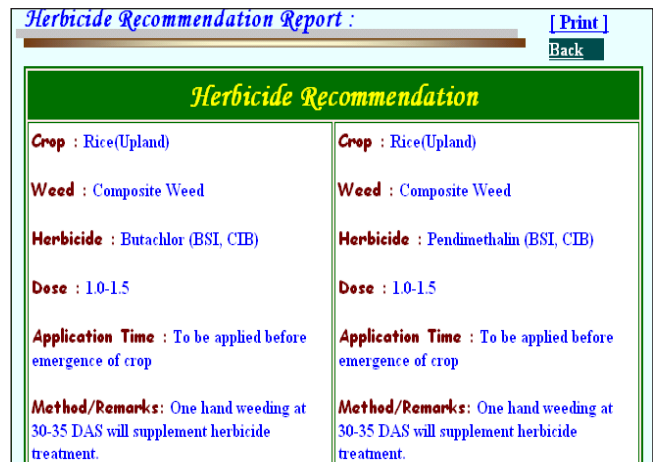 Herbicide Recommendation Report :
[ Print ]
Back
Herbicide Recommendation
Crop : Rice(Upland)
Weed : Composite Weed
Herbicide : Butachlor (BSI, CIB)
Dose : 1.0-1.5
Application Time : To be applied before
emergence of crop
Method/Remarks: One hand weeding at
30-35 DAS will supplement herbicide
treatment.
Crop : Rice(Upland)
Weed : Composite Weed
Herbicide : Pendimethalin (BSI, CIB)
Dose : 1.0-1.5
Application Time : To be applied before
emergence of crop
Method/Remarks: One hand weeding at
30-35 DAS will supplement herbicide
treatment.